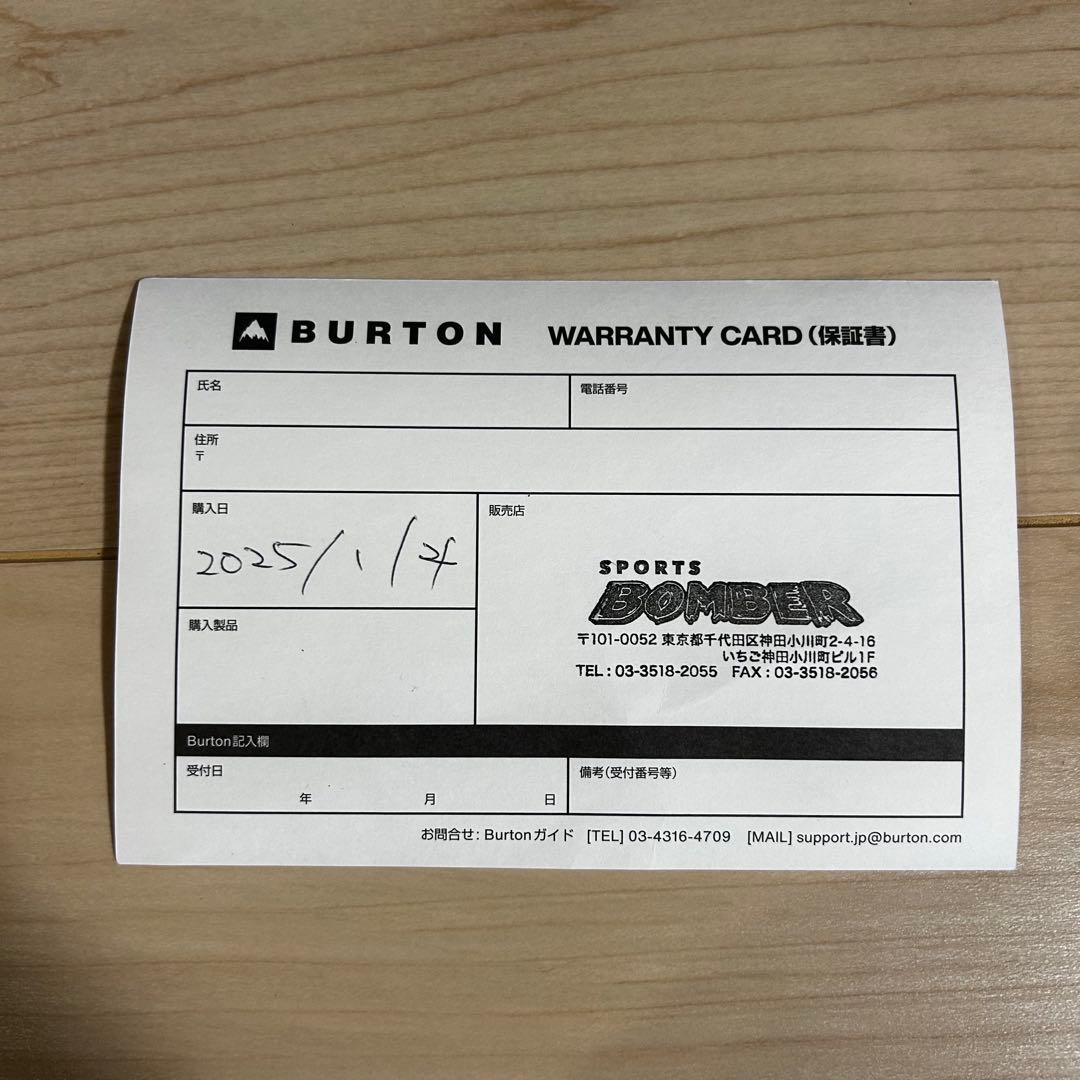 BURTON WARRANTY CARD(保証書)
氏名 電話番号
住所
〒
購入日 販売店
2025/1/24
SPORTS
BOMBER
〒101-0052 東京都千代田区神田小川町2-4-16
いちご神田小川町ビル1F
TEL : 03-3518-2055 FAX : 03-3518-2056
購入製品
Burton記入欄
受付日 備考(受付番号等)
年 月 日
お問合せ: Burtonガイド [TEL] 03-4316-4709 [MAIL] support.jp@burton.com